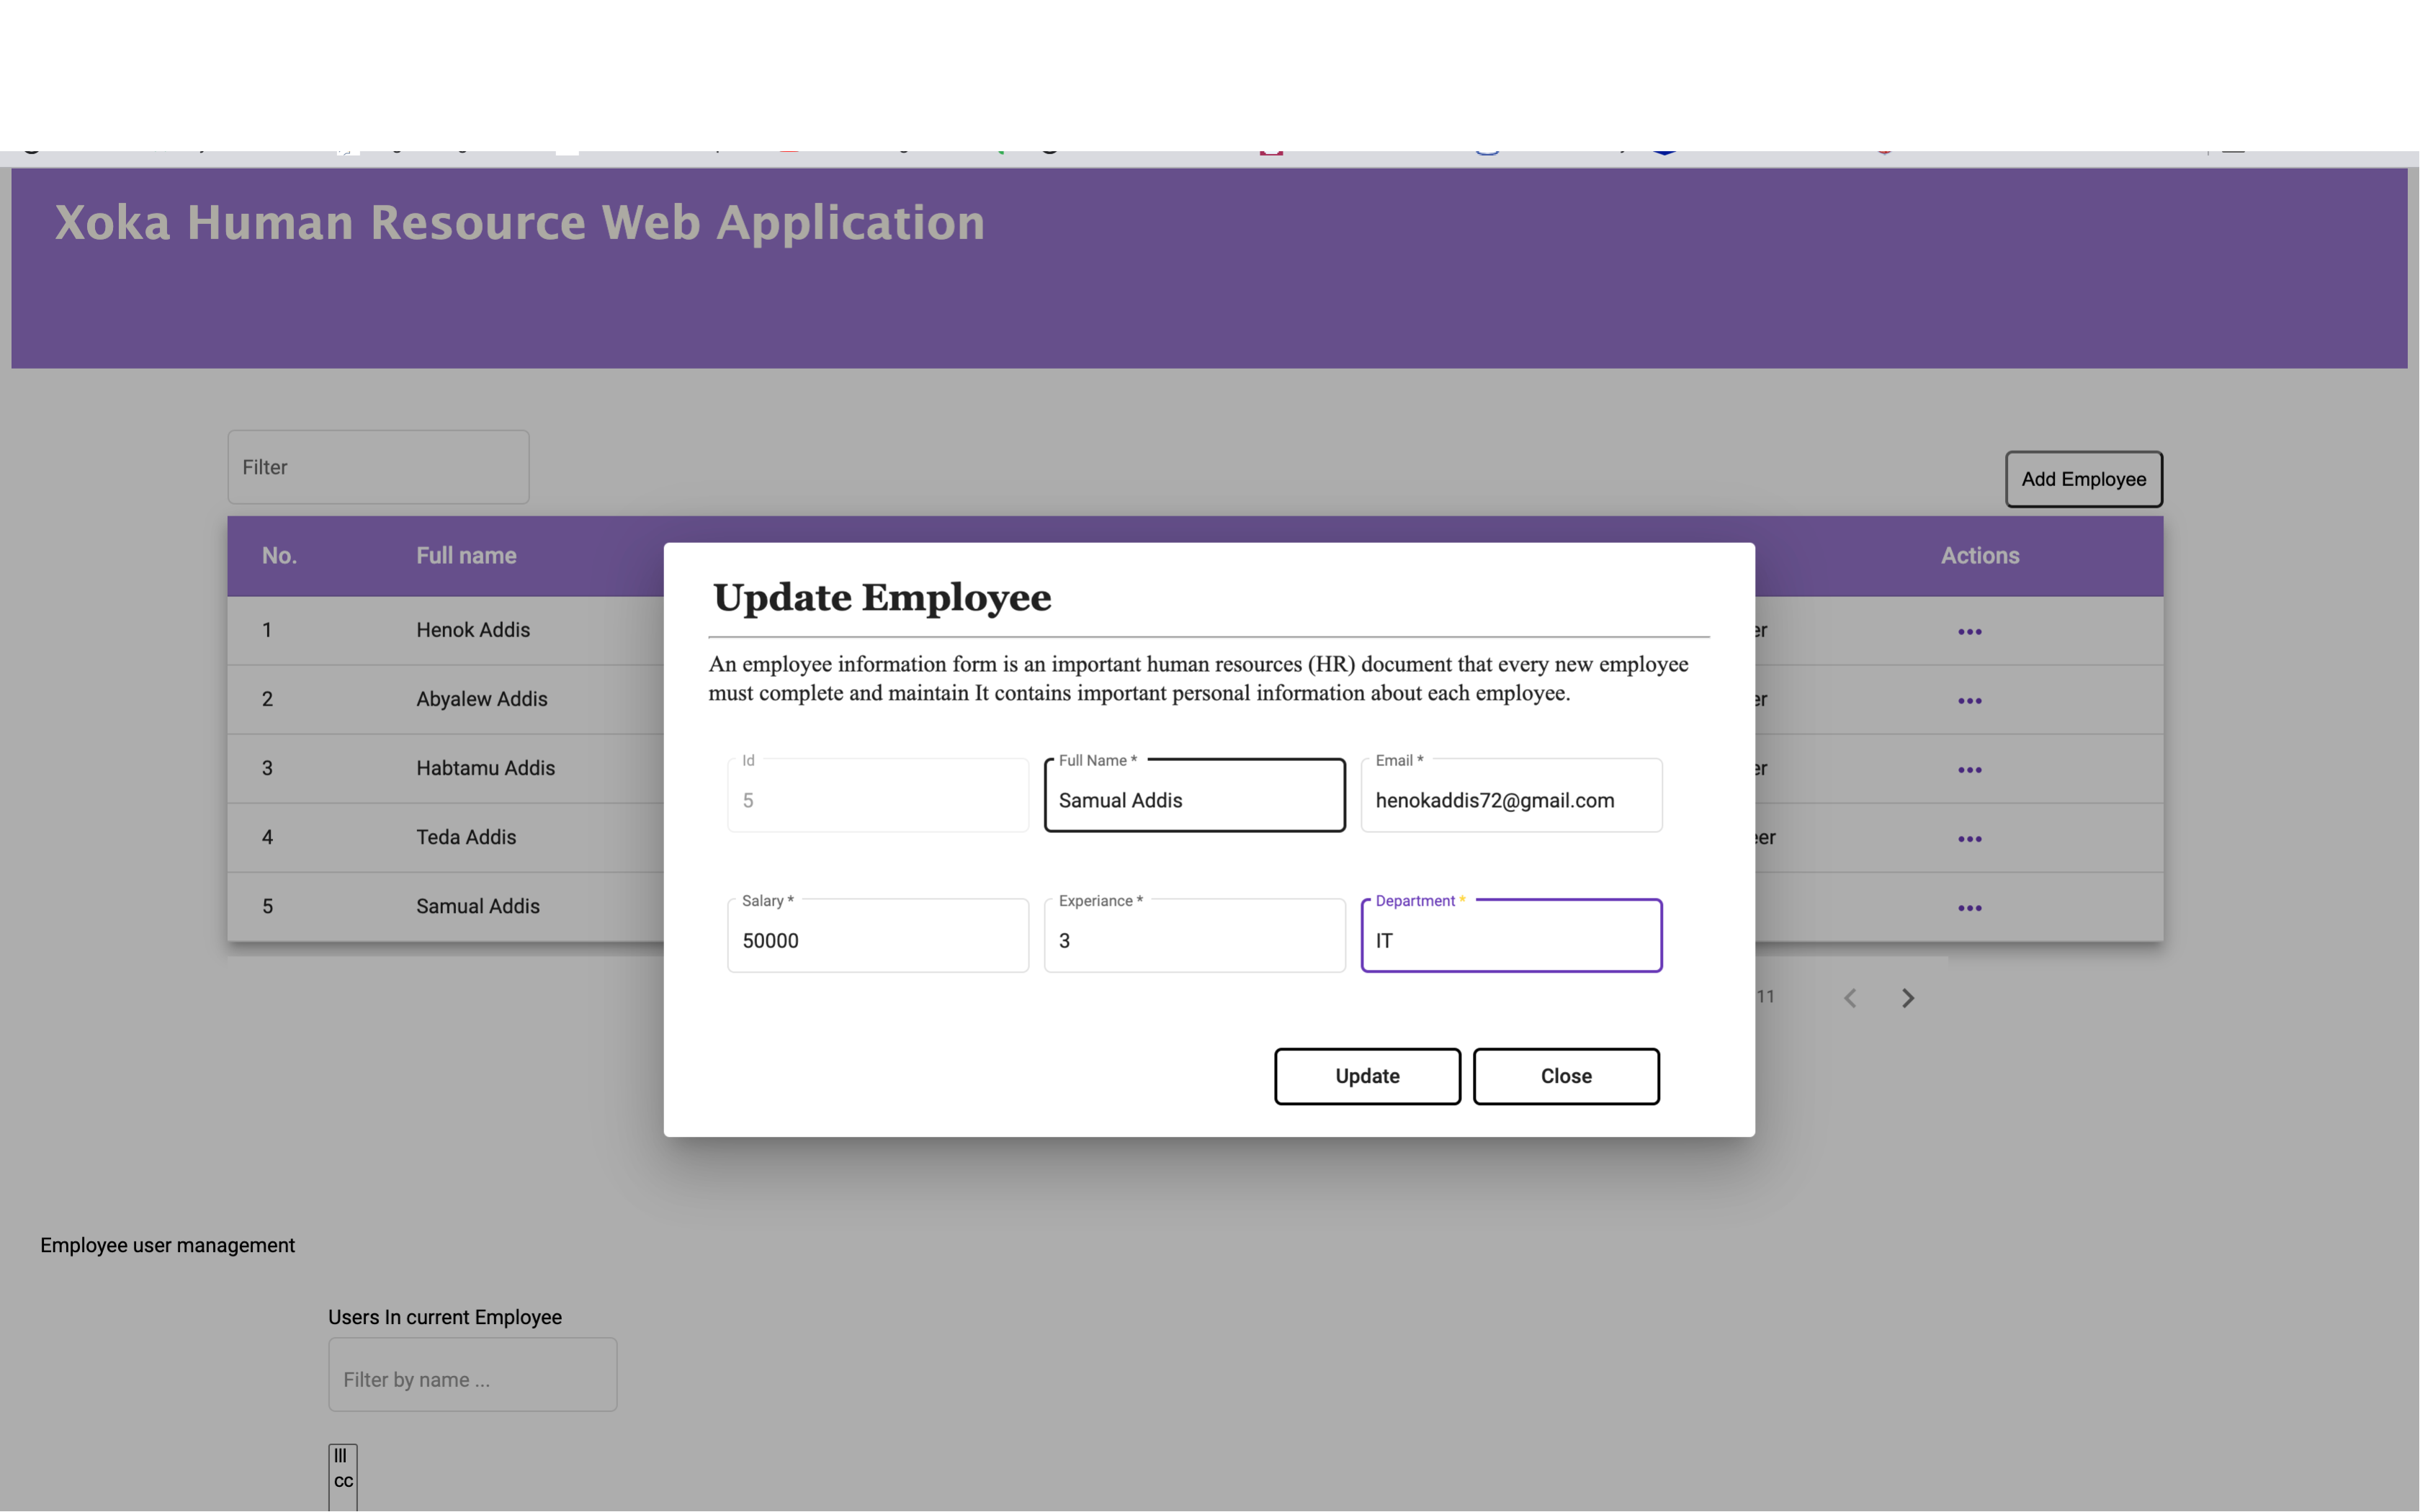 Xoka Human Resource Web Application
Filter
Add Employee
No. Full name Actions
1 Henok Addis er
2 Abyalew Addis er
3 Habtamu Addis er
4 Teda Addis eer
5 Samual Addis
11
Update Employee
An employee information form is an important human resources (HR) document that every new employee
must complete and maintain It contains important personal information about each employee.
Id Full Name * Email *
5 Samual Addis henokaddis72@gmail.com
Salary * Experiance * Department *
50000 3 IT
Update Close
Employee user management
Users In current Employee
Filter by name ...
lll
cc